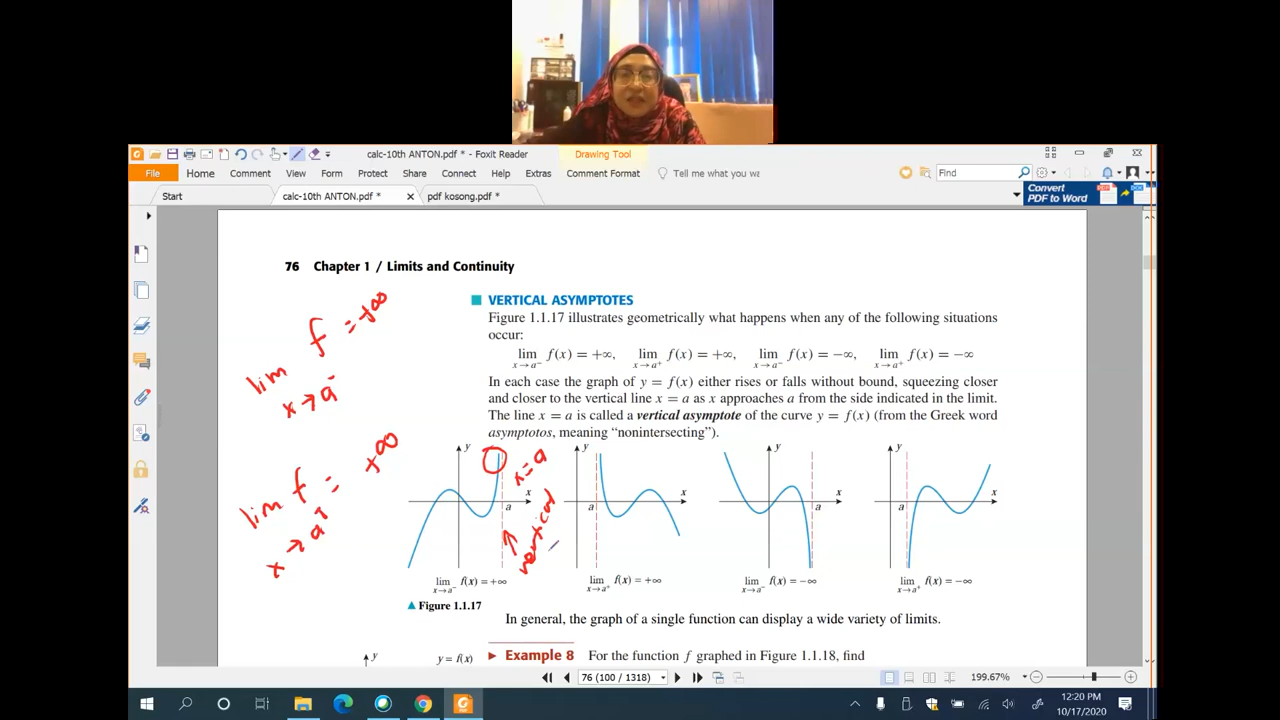 calc-10th ANTON.pdf * - Foxit Reader
Drawing Tool
File Home Comment View Form Protect Share Connect Help Extras Comment Format Tell me what you wa Find
Start calc-10th ANTON.pdf * pdf kosong.pdf *
Convert
PDF to Word
76 Chapter 1 / Limits and Continuity
VERTICAL ASYMPTOTES
Figure 1.1.17 illustrates geometrically what happens when any of the following situations
occur:
lim x→a⁻ f(x) = +∞, lim x→a⁺ f(x) = +∞, lim x→a⁻ f(x) = −∞, lim x→a⁺ f(x) = −∞
In each case the graph of y = f(x) either rises or falls without bound, squeezing closer
and closer to the vertical line x = a as x approaches a from the side indicated in the limit.
The line x = a is called a vertical asymptote of the curve y = f(x) (from the Greek word
asymptotos, meaning “nonintersecting”).
lim x→a⁻ f = +∞
lim x→a⁺ f = +∞
x=a
vertical
y y y y
x x x x
a a a a
lim x→a⁻ f(x) = +∞ lim x→a⁺ f(x) = +∞ lim x→a⁻ f(x) = −∞ lim x→a⁺ f(x) = −∞
▲ Figure 1.1.17
In general, the graph of a single function can display a wide variety of limits.
y y = f(x)
► Example 8 For the function f graphed in Figure 1.1.18, find
76 (100 / 1318) 199.67%
12:20 PM
10/17/2020